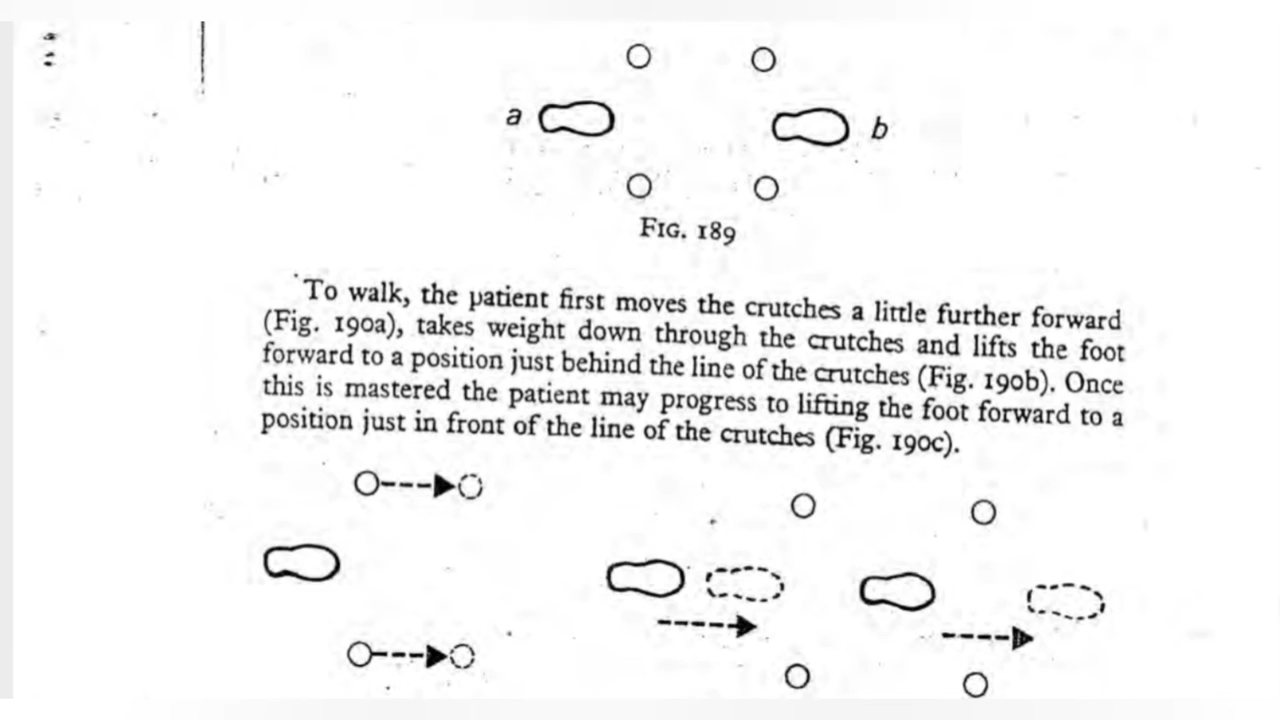 a
b
FIG. 189
To walk, the patient first moves the crutches a little further forward
(Fig. 190a), takes weight down through the crutches and lifts the foot
forward to a position just behind the line of the crutches (Fig. 190b). Once
this is mastered the patient may progress to lifting the foot forward to a
position just in front of the line of the crutches (Fig. 190c).